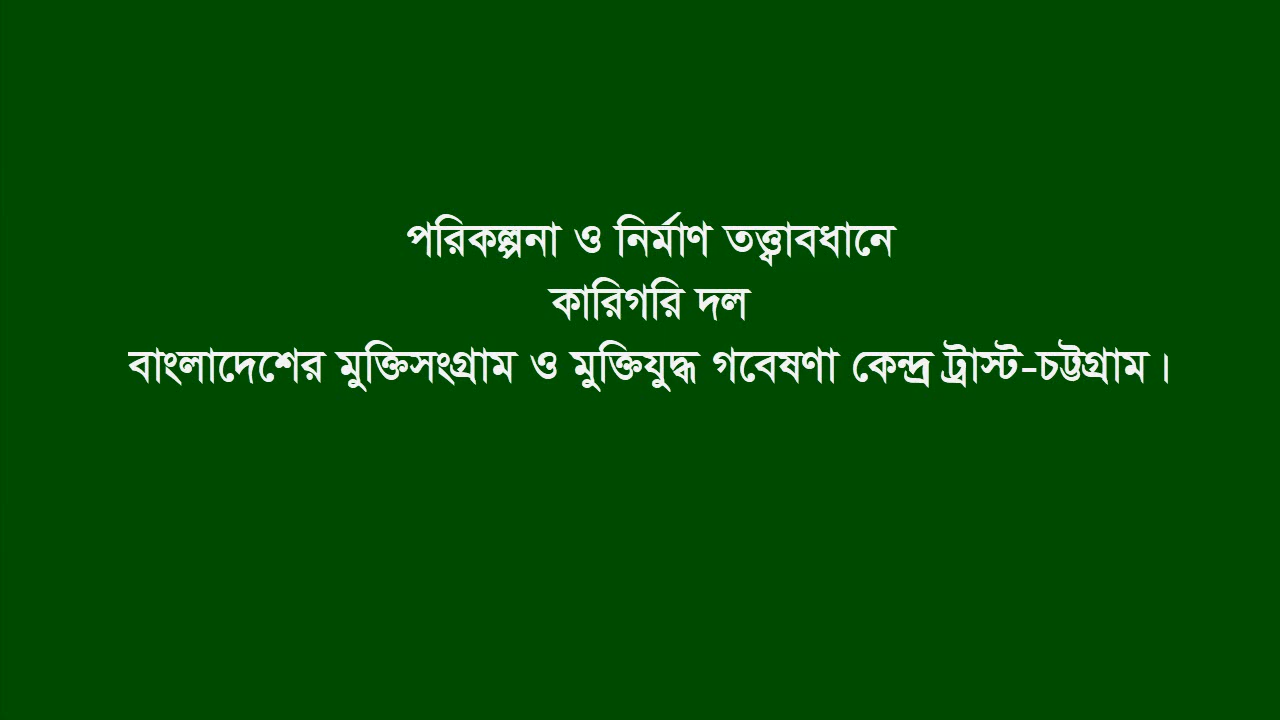 পরিকল্পনা ও নির্মাণ তত্ত্বাবধানে
কারিগরি দল
বাংলাদেশের মুক্তিসংগ্রাম ও মুক্তিযুদ্ধ গবেষণা কেন্দ্র ট্রাস্ট-চট্টগ্রাম।